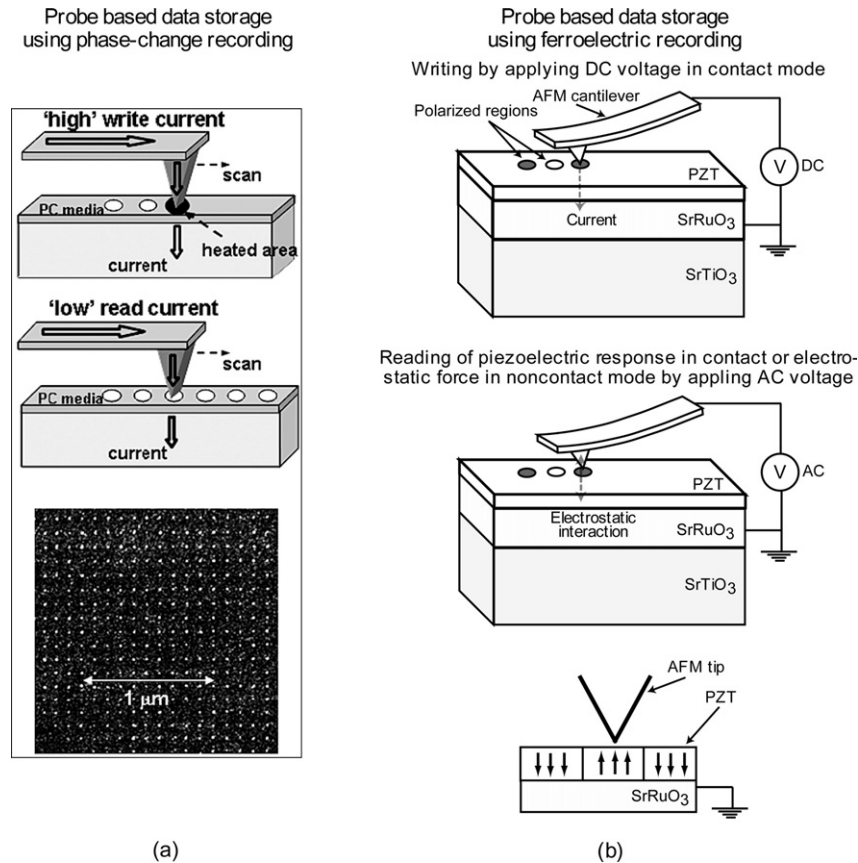 Probe based data storage
using phase-change recording
'high' write current
scan
PC media
heated area
current
'low' read current
scan
PC media
current
1 μm
(a)
Probe based data storage
using ferroelectric recording
Writing by applying DC voltage in contact mode
AFM cantilever
Polarized regions
V
DC
PZT
Current
SrRuO3
SrTiO3
Reading of piezoelectric response in contact or electro-
static force in noncontact mode by appling AC voltage
V
AC
PZT
Electrostatic
interaction
SrRuO3
SrTiO3
AFM tip
PZT
SrRuO3
(b)